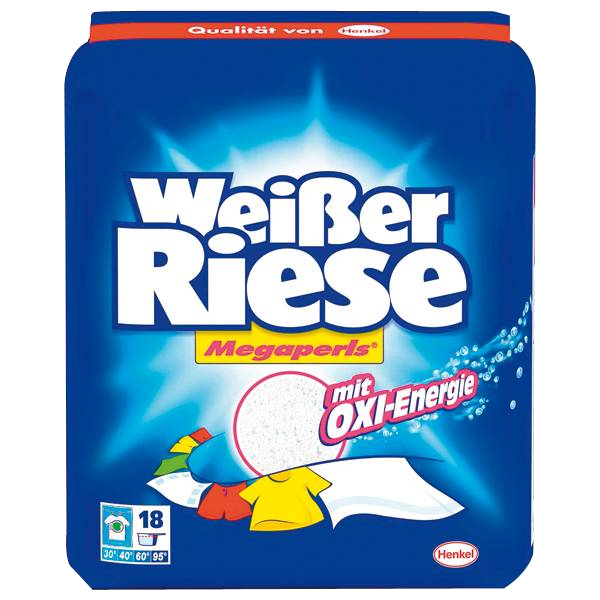 Qualität von Henkel
Weißer
Riese
Megaperls®
mit
OXI-Energie
18
30° 40° 60° 95°
Henkel